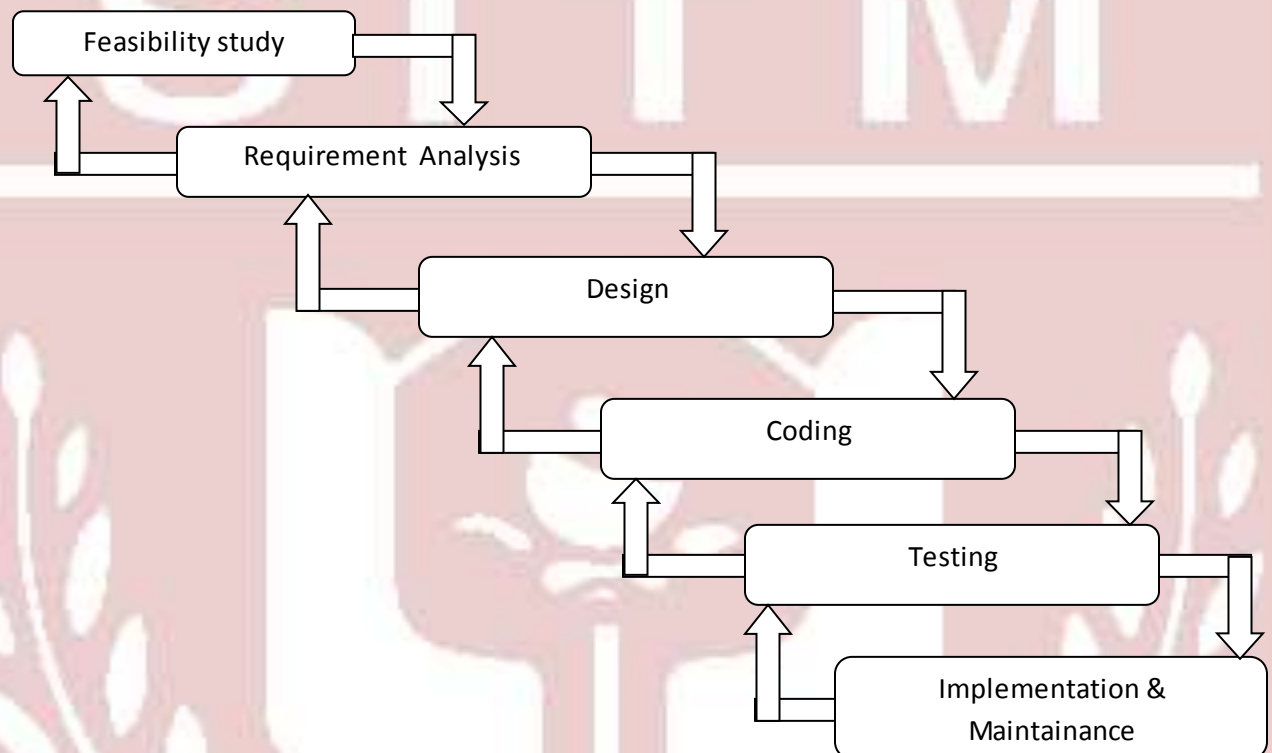 Feasibility study
Requirement Analysis
Design
Coding
Testing
Implementation &
Maintainance